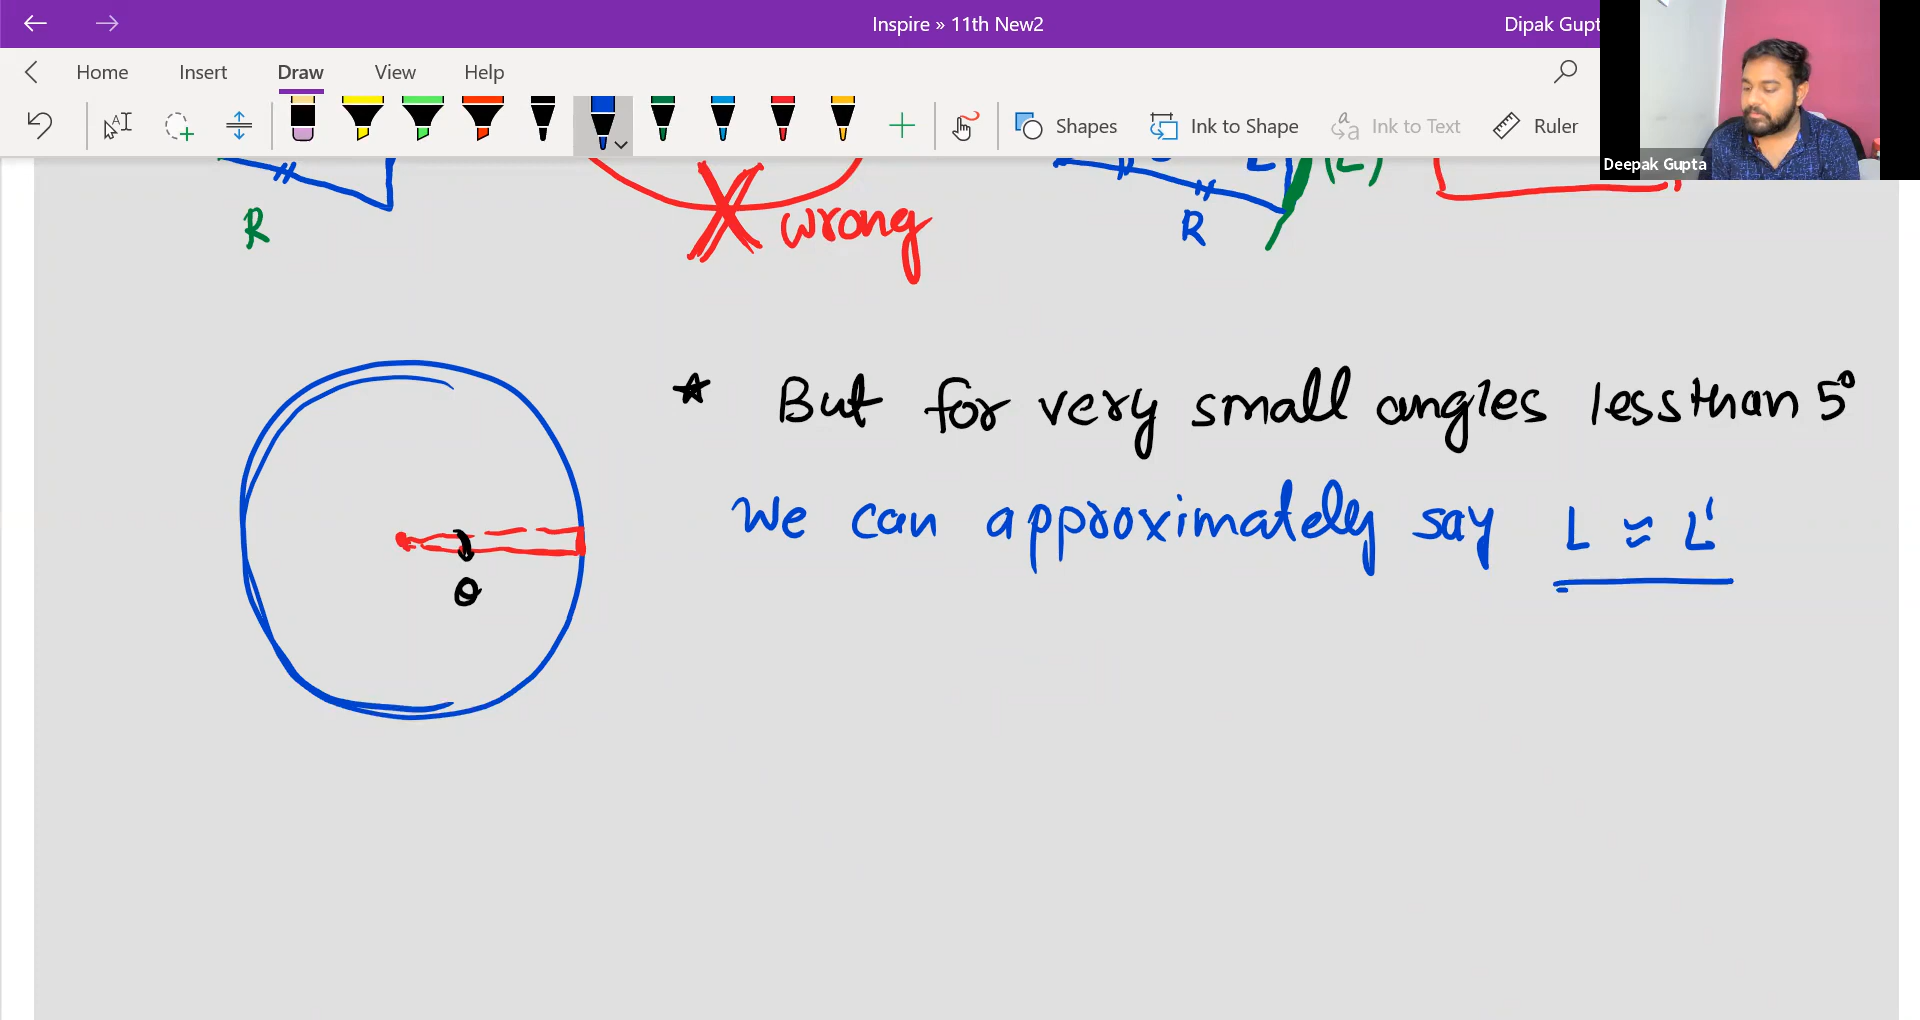 Inspire » 11th New2
Dipak Gupt
Home Insert Draw View Help
Shapes Ink to Shape Ink to Text Ruler
Deepak Gupta
R
wrong
R
(L)
★ But for very small angles less than 5°
we can approximately say L ≈ L'
θ